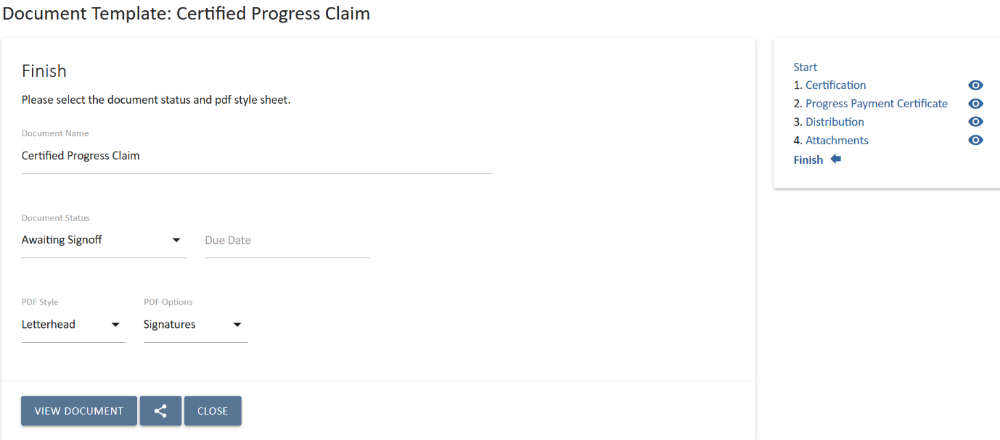 Document Template: Certified Progress Claim
Finish
Please select the document status and pdf style sheet.
Document Name
Certified Progress Claim
Document Status
Awaiting Signoff
Due Date
PDF Style
PDF Options
Letterhead
Signatures
VIEW DOCUMENT
CLOSE
Start
1. Certification
2. Progress Payment Certificate
3. Distribution
4. Attachments
Finish